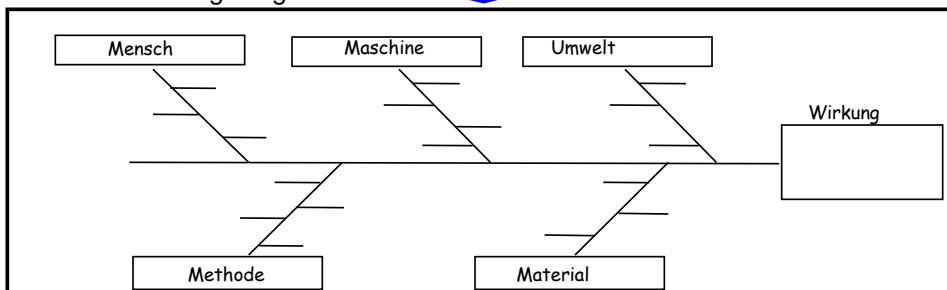 Mensch
Maschine
Umwelt
Wirkung
Methode
Material